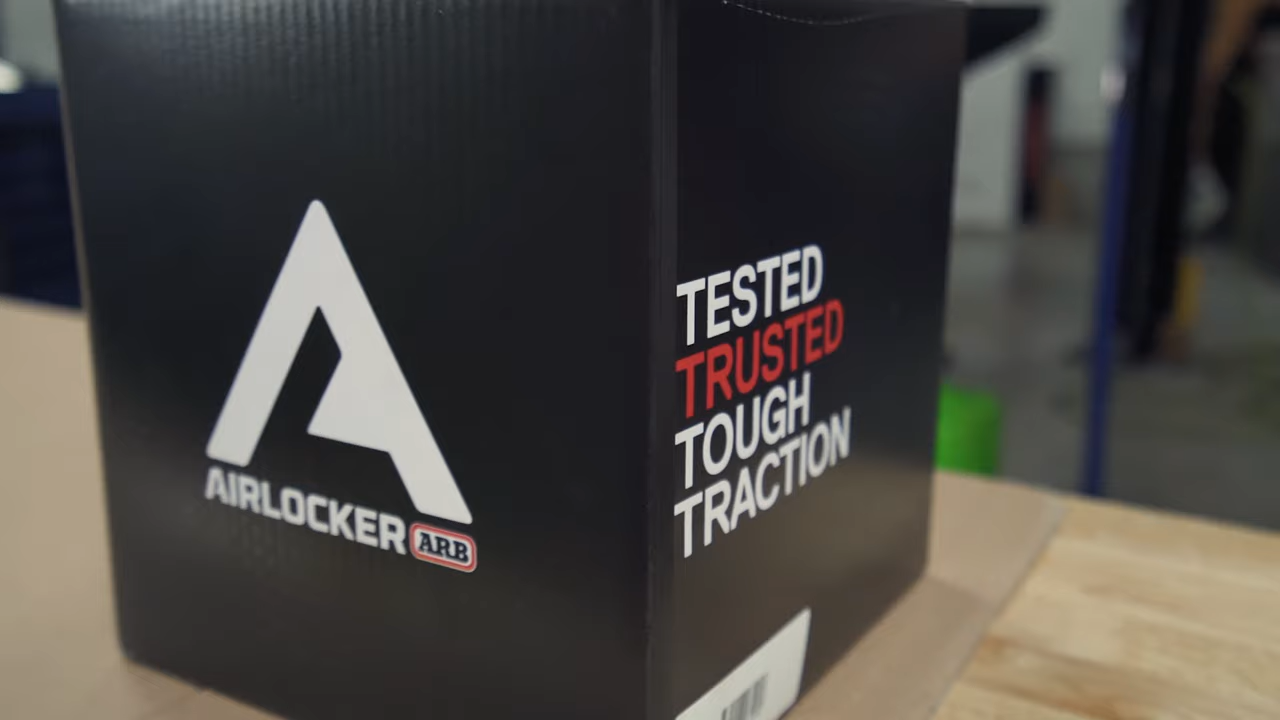 AIRLOCKER ARB
TESTED
TRUSTED
TOUGH
TRACTION